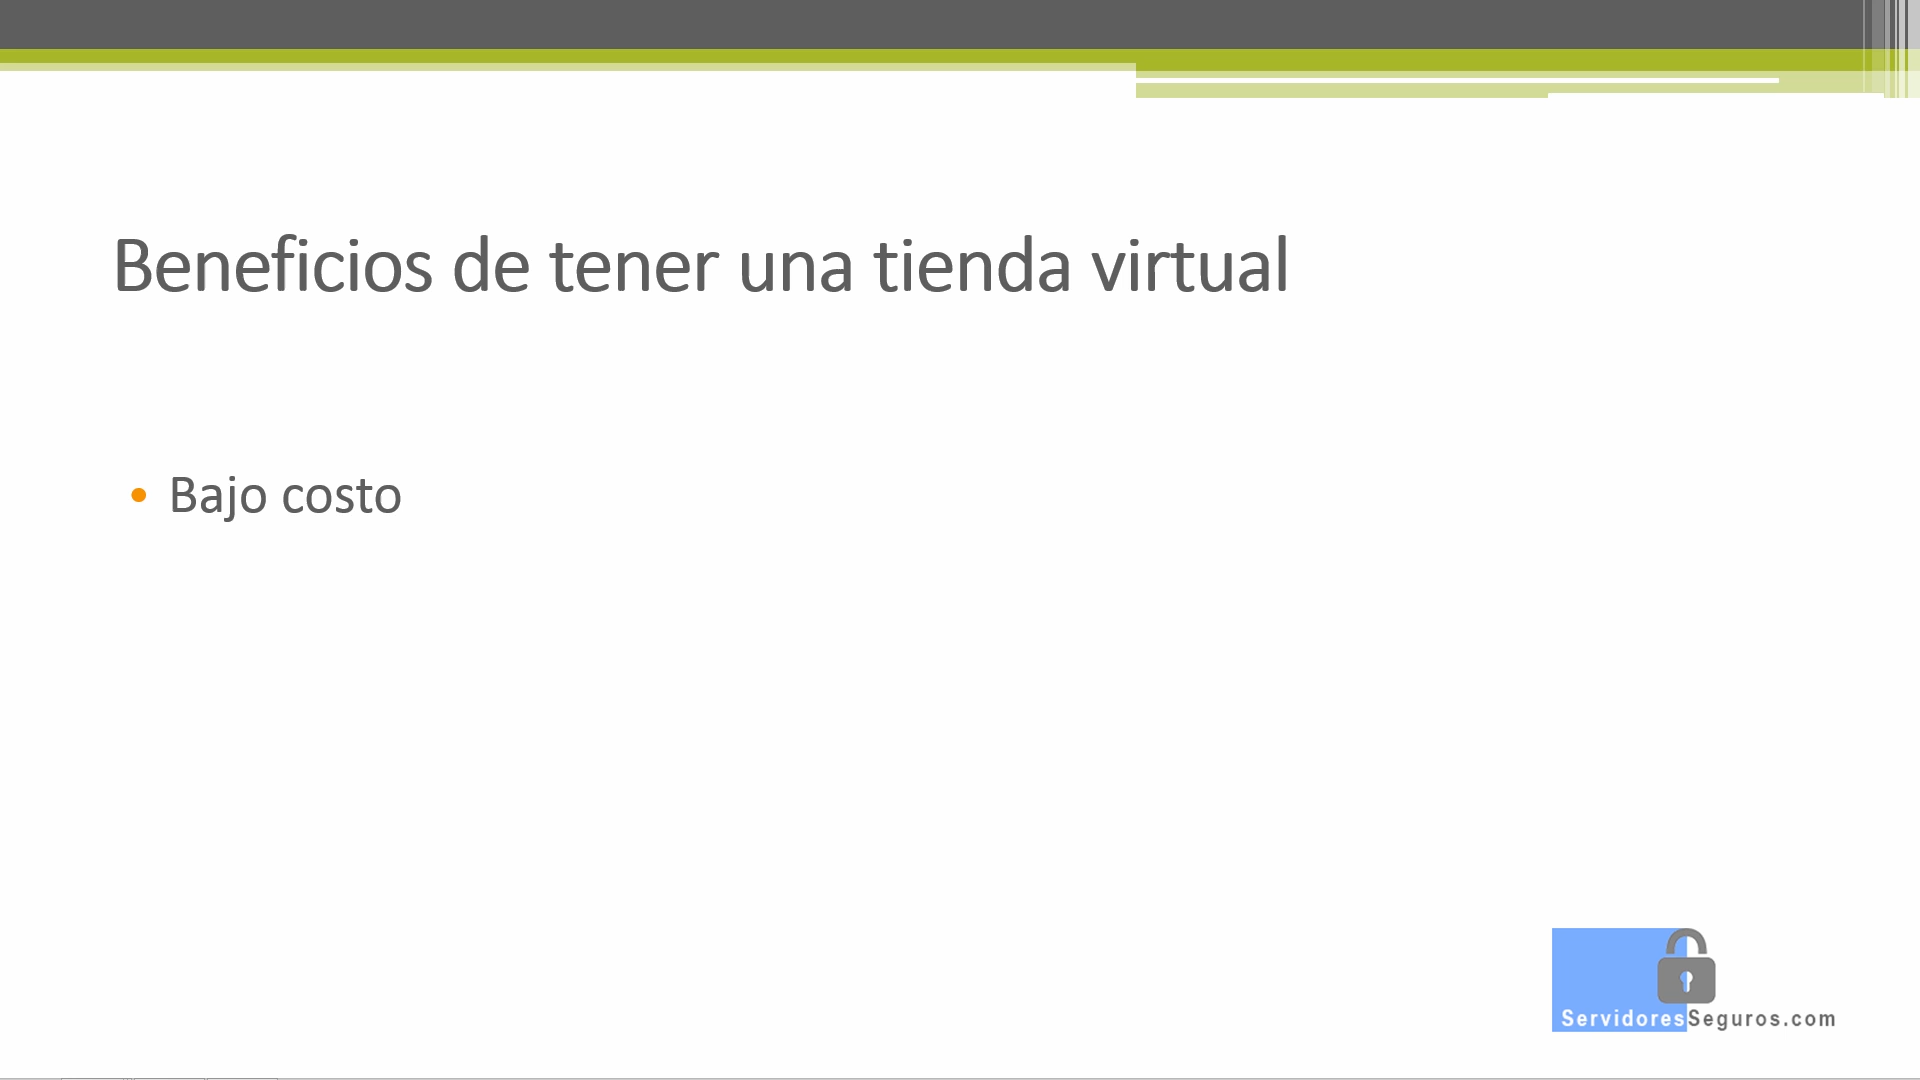 Beneficios de tener una tienda virtual
• Bajo costo
ServidoresSeguros.com